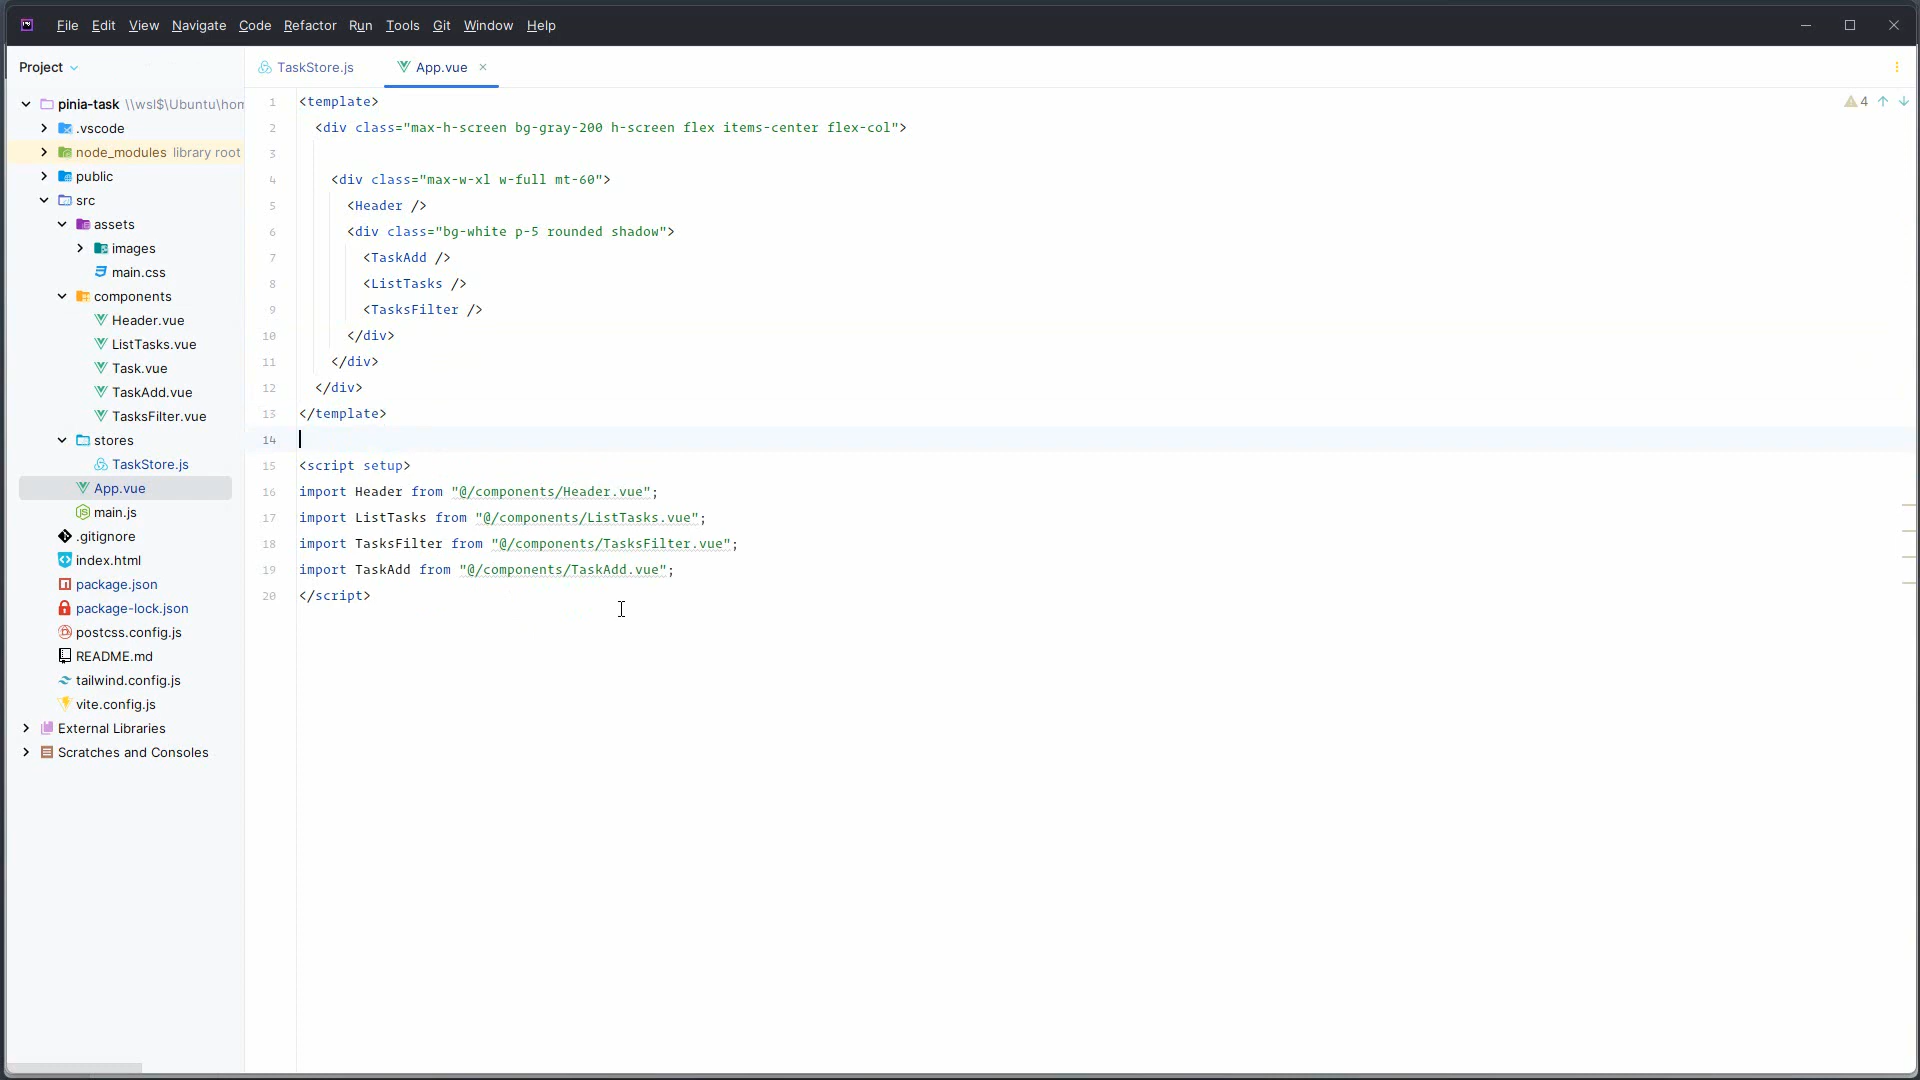 File Edit View Navigate Code Refactor Run Tools Git Window Help
Project
TaskStore.js App.vue
pinia-task \\wsl$\Ubuntu\hom
.vscode
node_modules library root
public
src
assets
images
main.css
components
Header.vue
ListTasks.vue
Task.vue
TaskAdd.vue
TasksFilter.vue
stores
TaskStore.js
App.vue
main.js
.gitignore
index.html
package.json
package-lock.json
postcss.config.js
README.md
tailwind.config.js
vite.config.js
External Libraries
Scratches and Consoles
4
1 <template>
2 <div class="max-h-screen bg-gray-200 h-screen flex items-center flex-col">
3
4 <div class="max-w-xl w-full mt-60">
5 <Header />
6 <div class="bg-white p-5 rounded shadow">
7 <TaskAdd />
8 <ListTasks />
9 <TasksFilter />
10 </div>
11 </div>
12 </div>
13 </template>
14
15 <script setup>
16 import Header from "@/components/Header.vue";
17 import ListTasks from "@/components/ListTasks.vue";
18 import TasksFilter from "@/components/TasksFilter.vue";
19 import TaskAdd from "@/components/TaskAdd.vue";
20 </script>